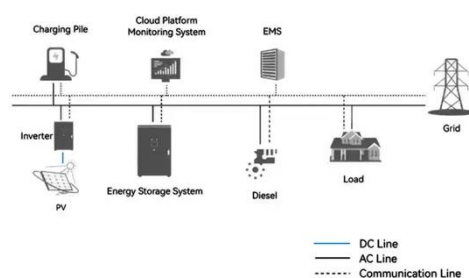 Charging Pile
Cloud Platform
Monitoring System
EMS
Grid
Inverter
PV
Energy Storage System
Diesel
Load
DC Line
AC Line
Communication Line